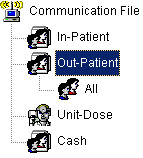 Communication File
In-Patient
Out-Patient
All
Unit-Dose
Cash